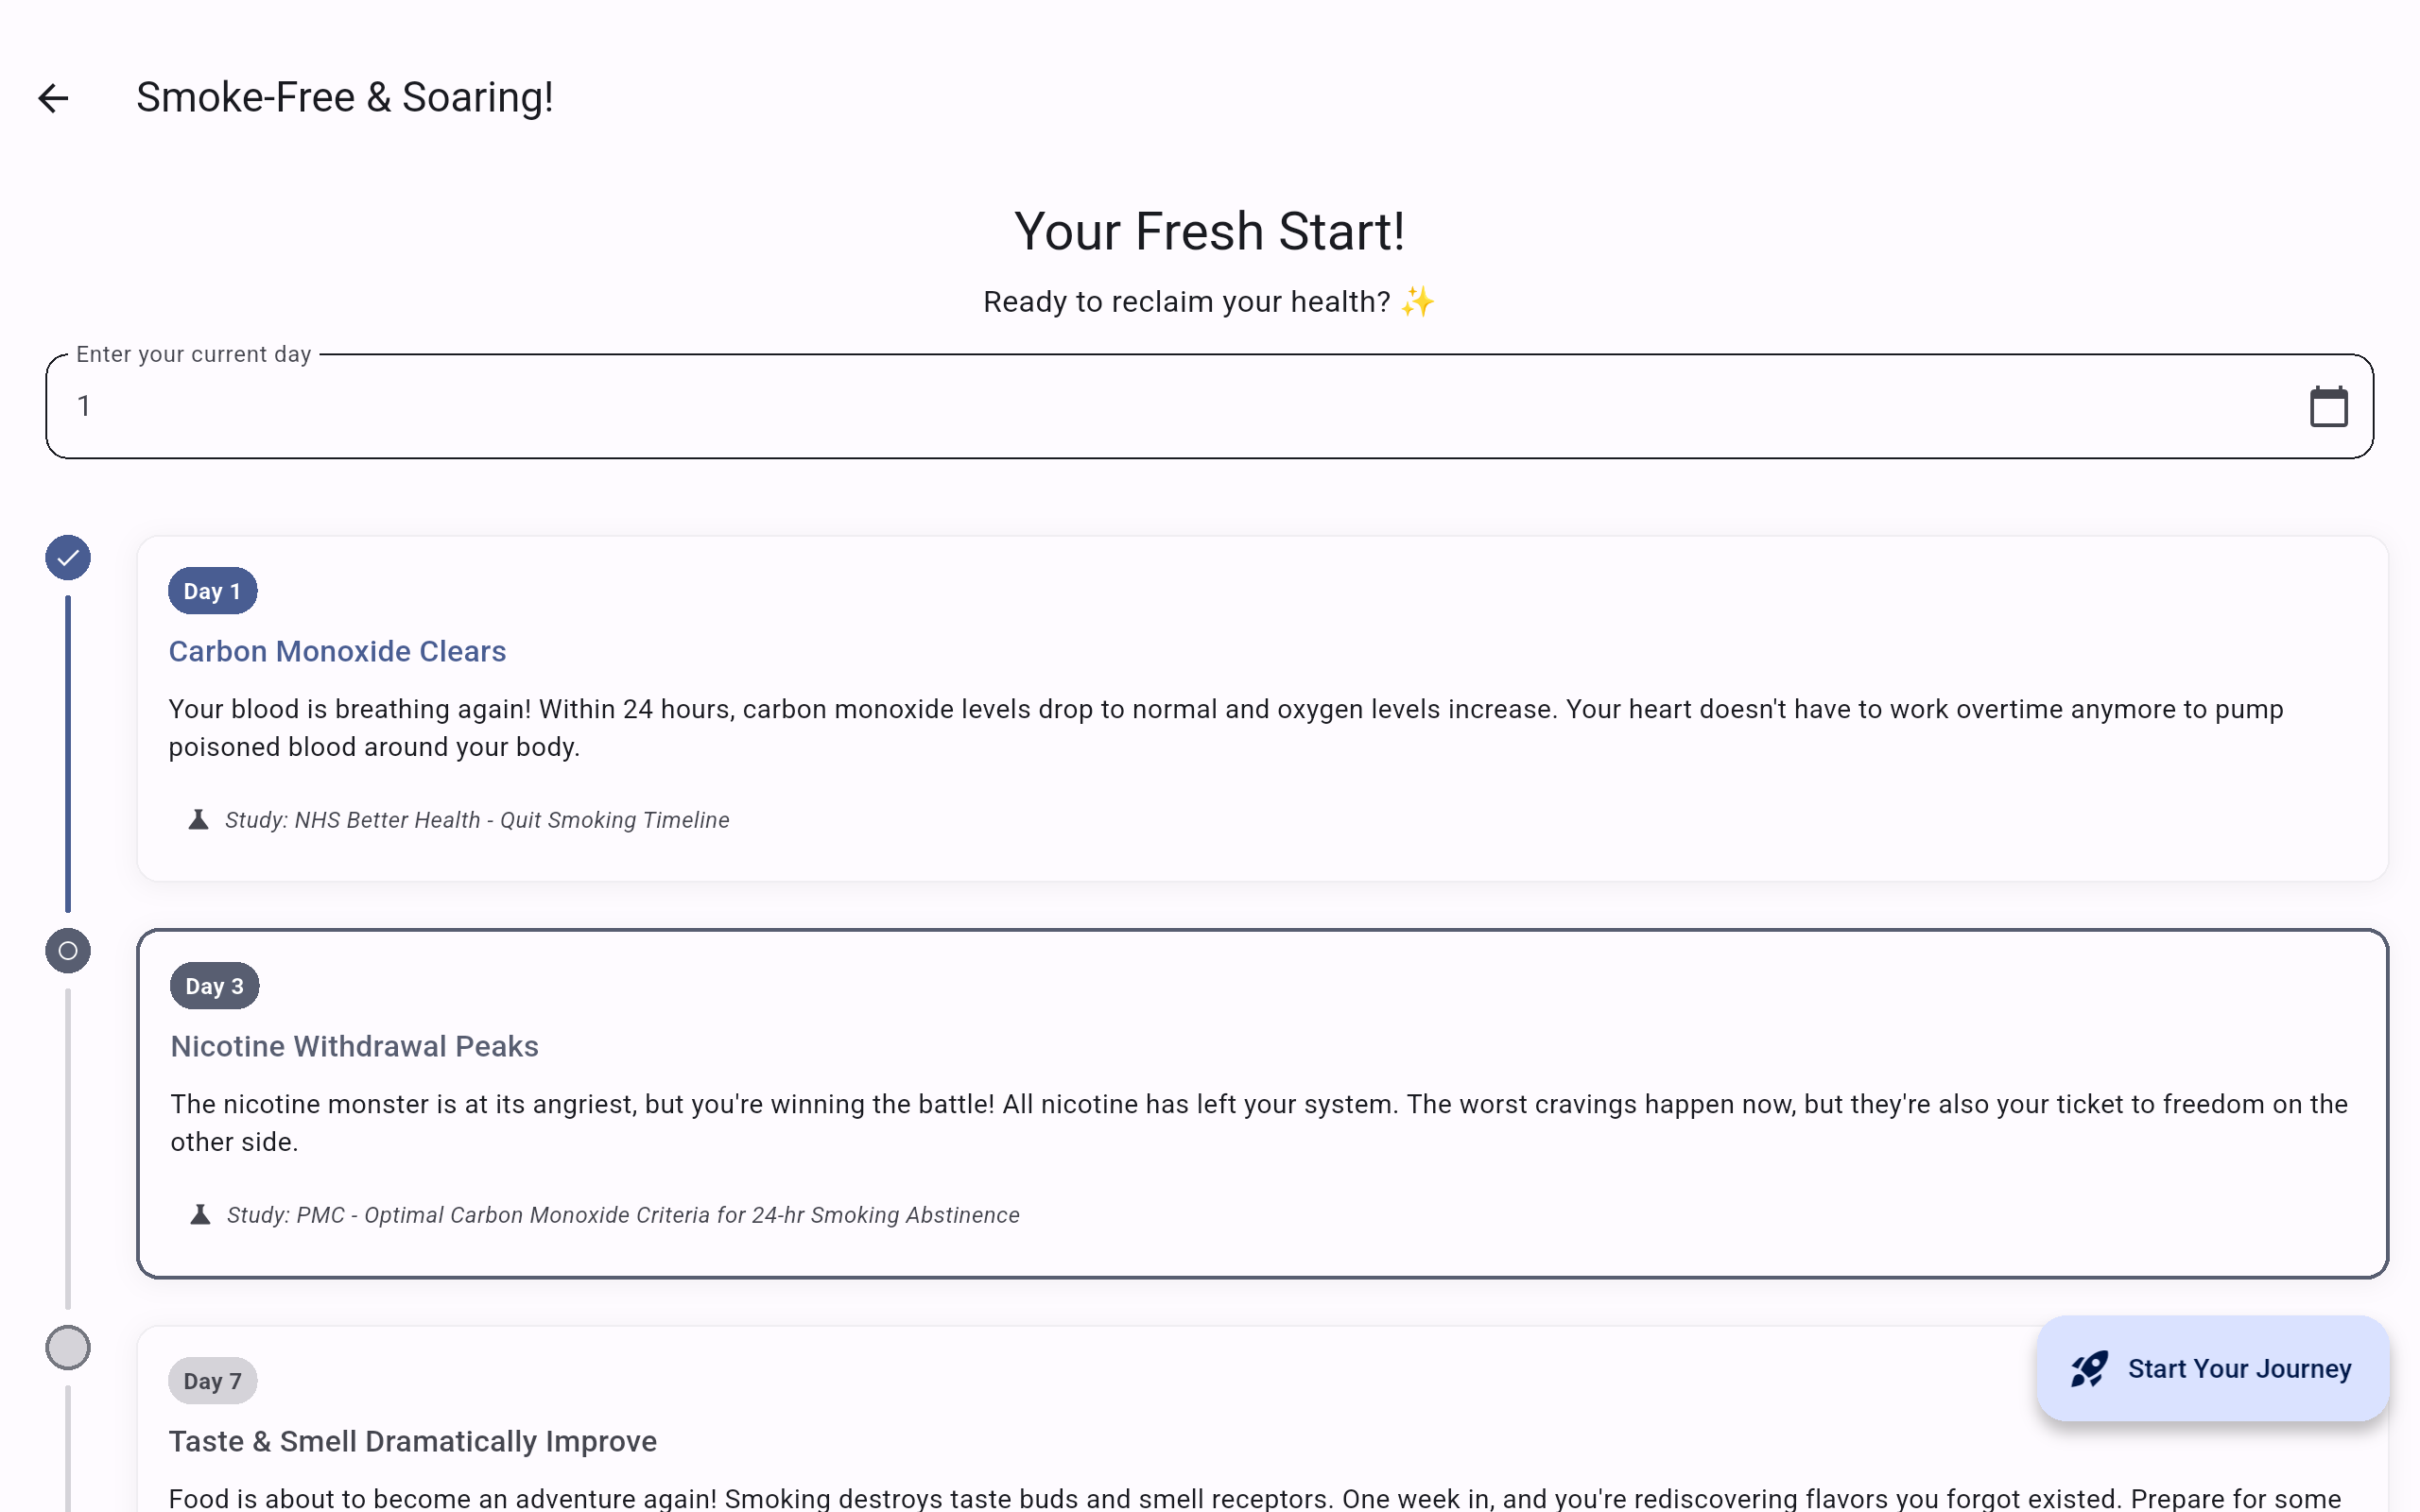 Smoke-Free & Soaring!
Your Fresh Start!
Ready to reclaim your health? ✨
Enter your current day
1
Day 1
Carbon Monoxide Clears
Your blood is breathing again! Within 24 hours, carbon monoxide levels drop to normal and oxygen levels increase. Your heart doesn't have to work overtime anymore to pump
poisoned blood around your body.
Study: NHS Better Health - Quit Smoking Timeline
Day 3
Nicotine Withdrawal Peaks
The nicotine monster is at its angriest, but you're winning the battle! All nicotine has left your system. The worst cravings happen now, but they're also your ticket to freedom on the
other side.
Study: PMC - Optimal Carbon Monoxide Criteria for 24-hr Smoking Abstinence
Day 7
Start Your Journey
Taste & Smell Dramatically Improve
Food is about to become an adventure again! Smoking destroys taste buds and smell receptors. One week in, and you're rediscovering flavors you forgot existed. Prepare for some